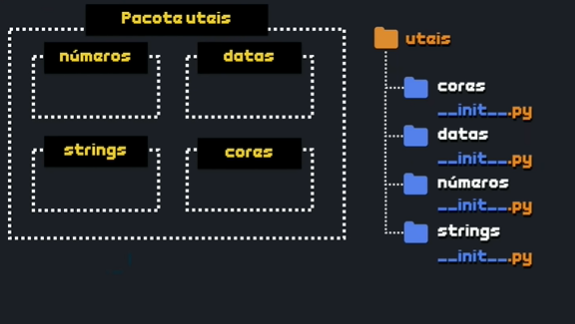 Pacote uteis
números
datas
strings
cores
uteis
cores
__init__.py
datas
__init__.py
números
__init__.py
strings
__init__.py